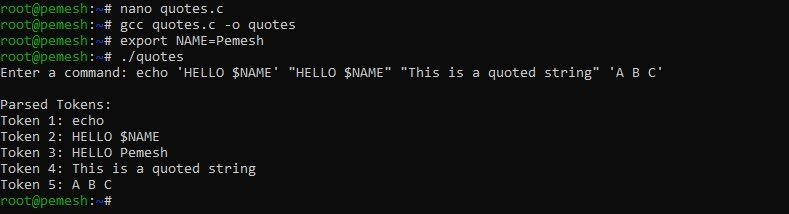 root@pemesh:~# nano quotes.c
root@pemesh:~# gcc quotes.c -o quotes
root@pemesh:~# export NAME=Pemesh
root@pemesh:~# ./quotes
Enter a command: echo 'HELLO $NAME' "HELLO $NAME" "This is a quoted string" 'A B C'
Parsed Tokens:
Token 1: echo
Token 2: HELLO $NAME
Token 3: HELLO Pemesh
Token 4: This is a quoted string
Token 5: A B C
root@pemesh:~#